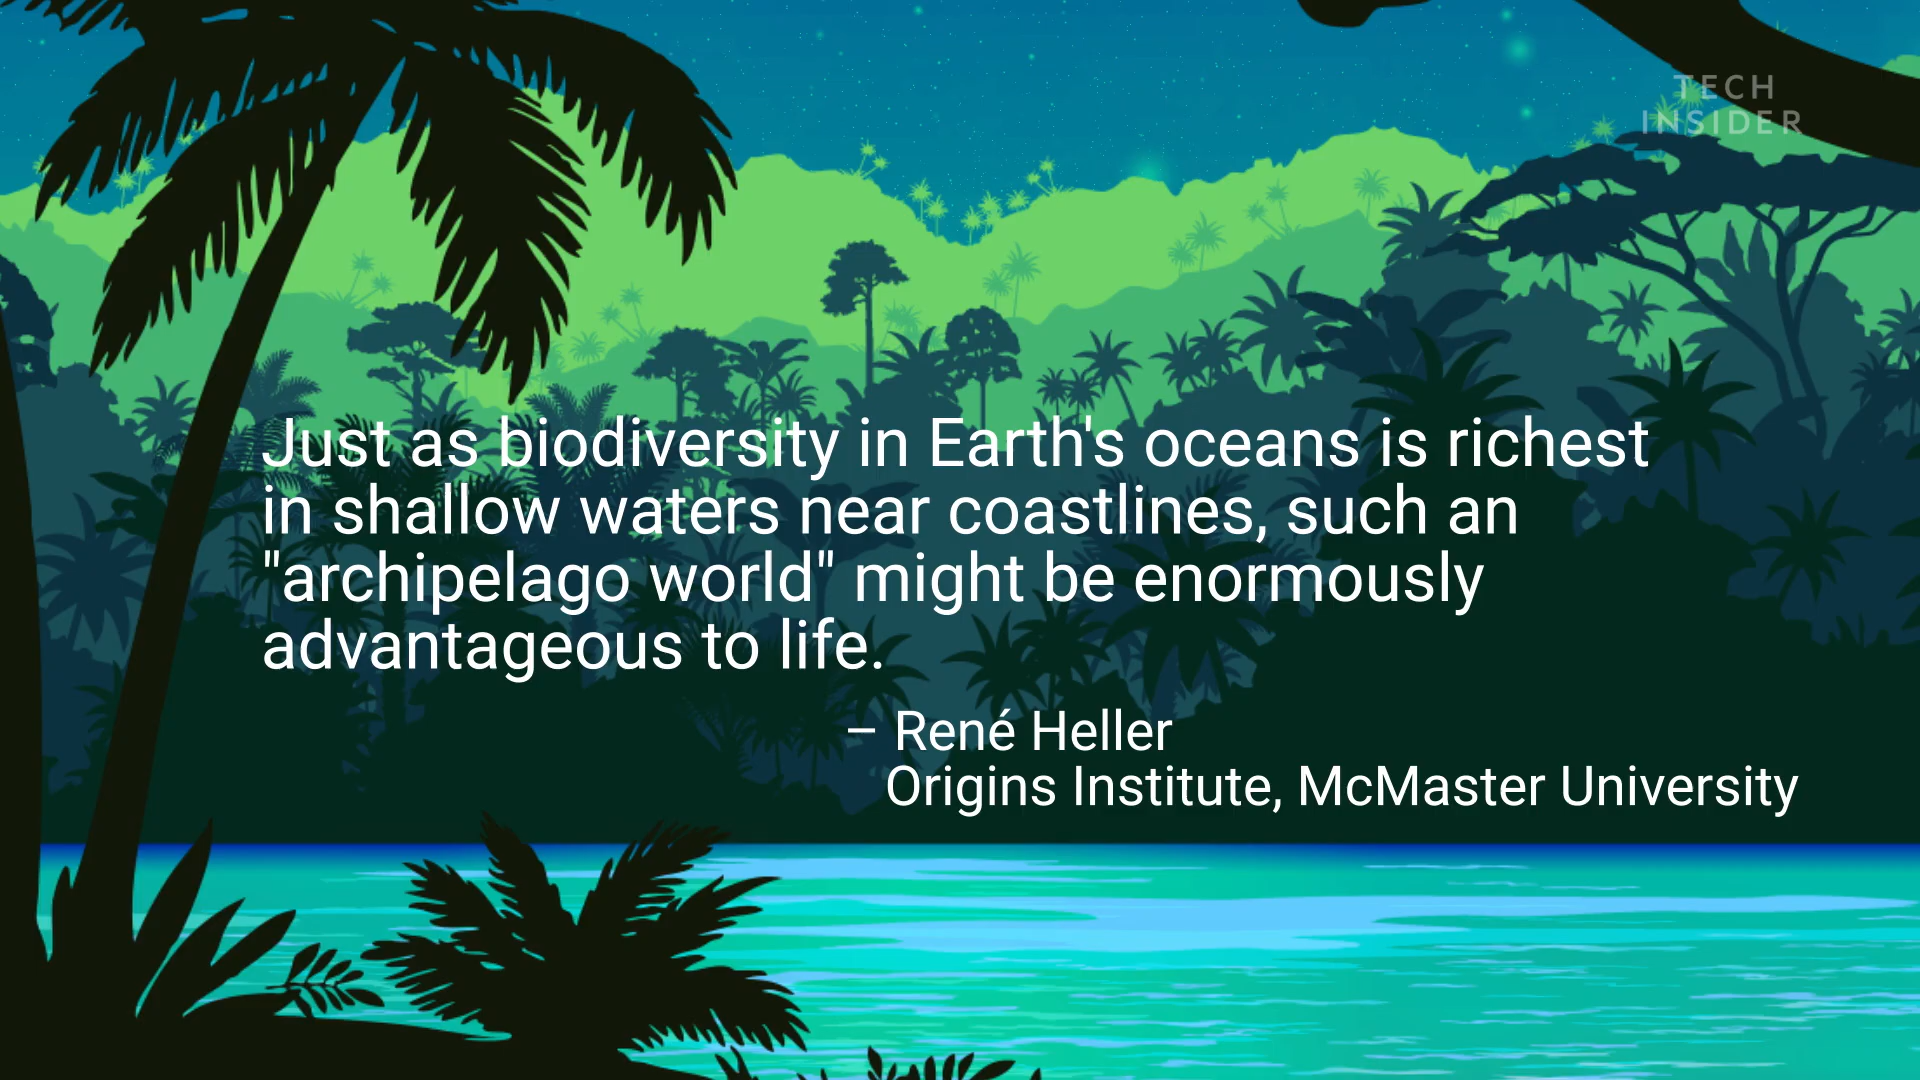 TECH
INSIDER
Just as biodiversity in Earth's oceans is richest
in shallow waters near coastlines, such an
"archipelago world" might be enormously
advantageous to life.
– René Heller
Origins Institute, McMaster University